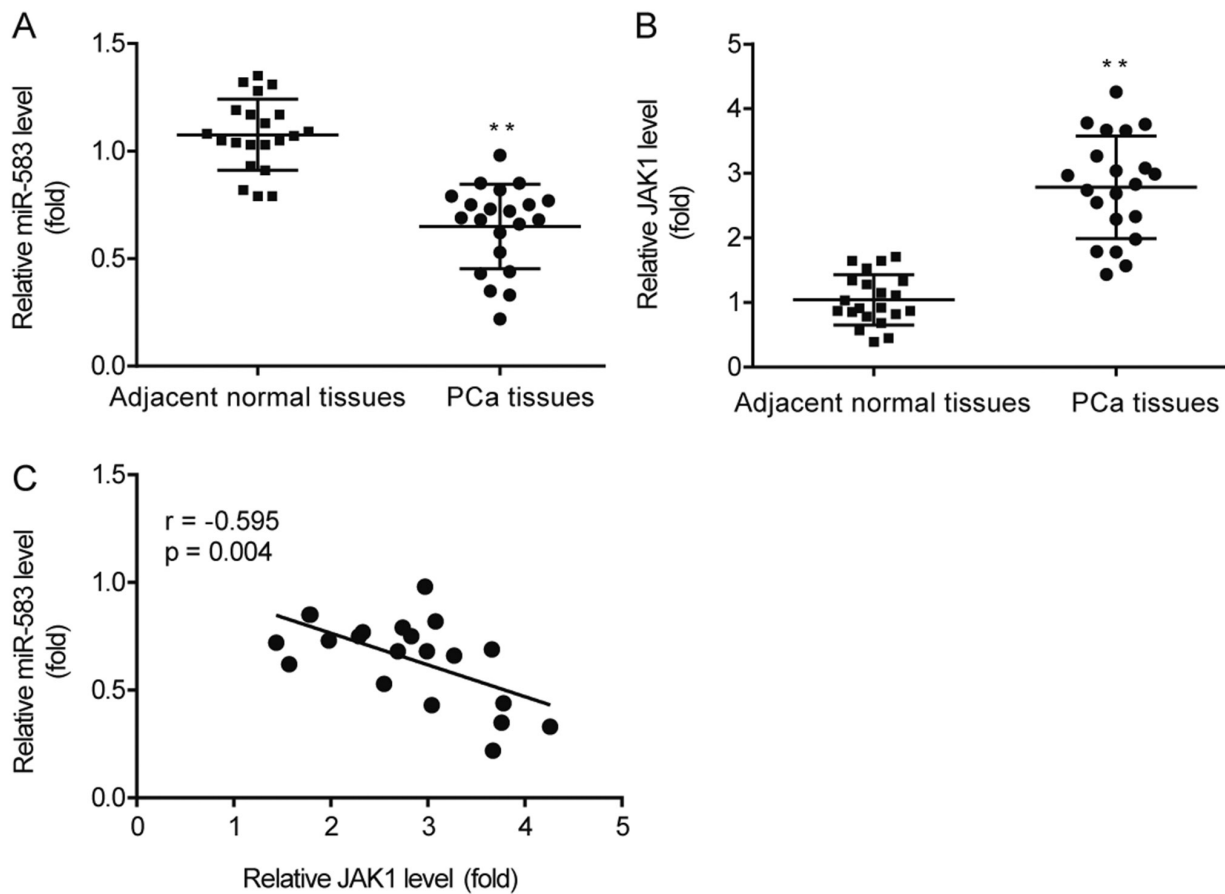 A
Relative miR-583 level
(fold)
1.5
1.0
0.5
0.0
**
Adjacent normal tissues
PCa tissues
B
Relative JAK1 level
(fold)
5
4
3
2
1
0
**
Adjacent normal tissues
PCa tissues
C
Relative miR-583 level
(fold)
1.5
1.0
0.5
0.0
r = -0.595
p = 0.004
0 1 2 3 4 5
Relative JAK1 level (fold)